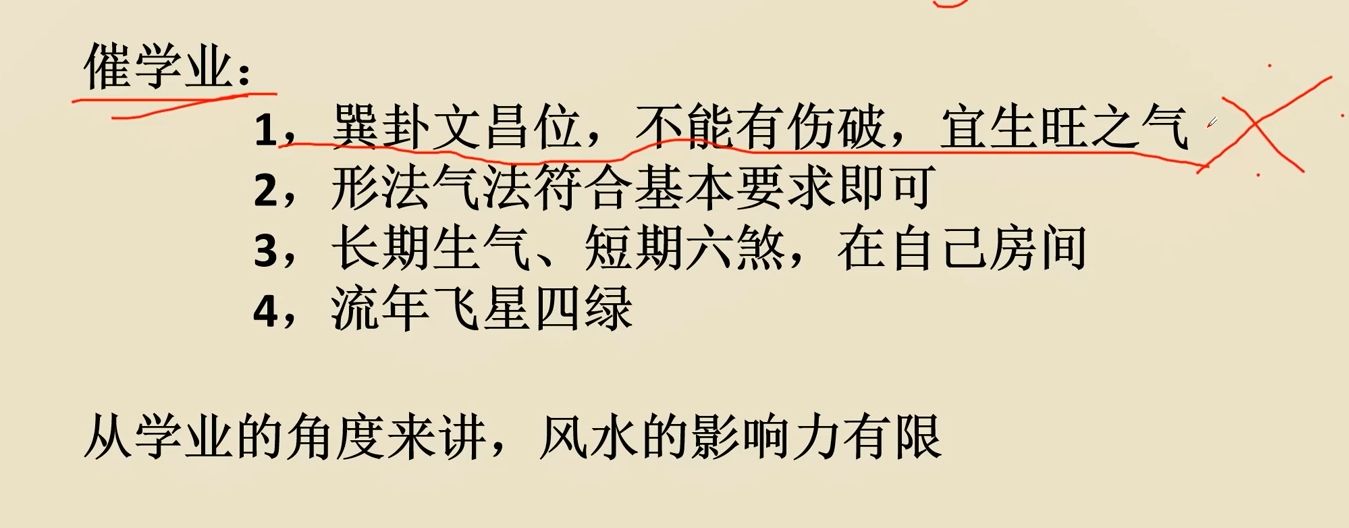 催学业：
1，巽卦文昌位，不能有伤破，宜生旺之气
2，形法气法符合基本要求即可
3，长期生气、短期六煞，在自己房间
4，流年飞星四绿
从学业的角度来讲，风水的影响力有限